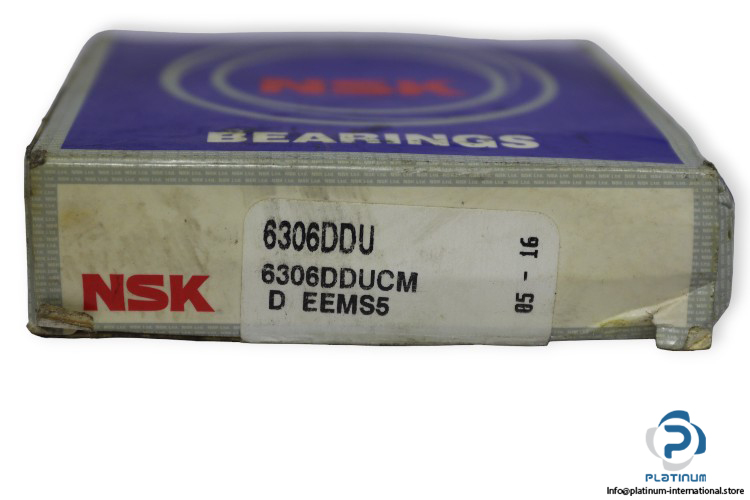 NSK
BEARINGS
6306DDU
6306DDUCM
D EEMS5
05 - 16
NSK
PLATINUM
Info@platinum-international.store